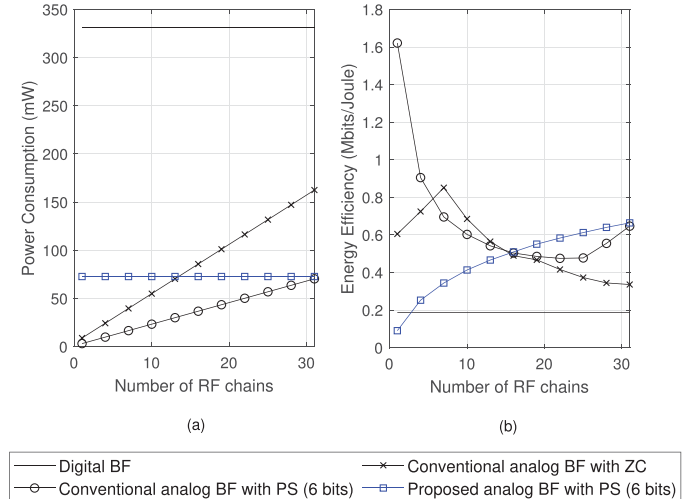 350
300
250
200
150
100
50
0
Power Consumption (mW)
0 10 20 30
Number of RF chains
(a)
1.8
1.6
1.4
1.2
1
0.8
0.6
0.4
0.2
0
Energy Efficiency (Mbits/Joule)
0 10 20 30
Number of RF chains
(b)
Digital BF
Conventional analog BF with ZC
Conventional analog BF with PS (6 bits)
Proposed analog BF with PS (6 bits)